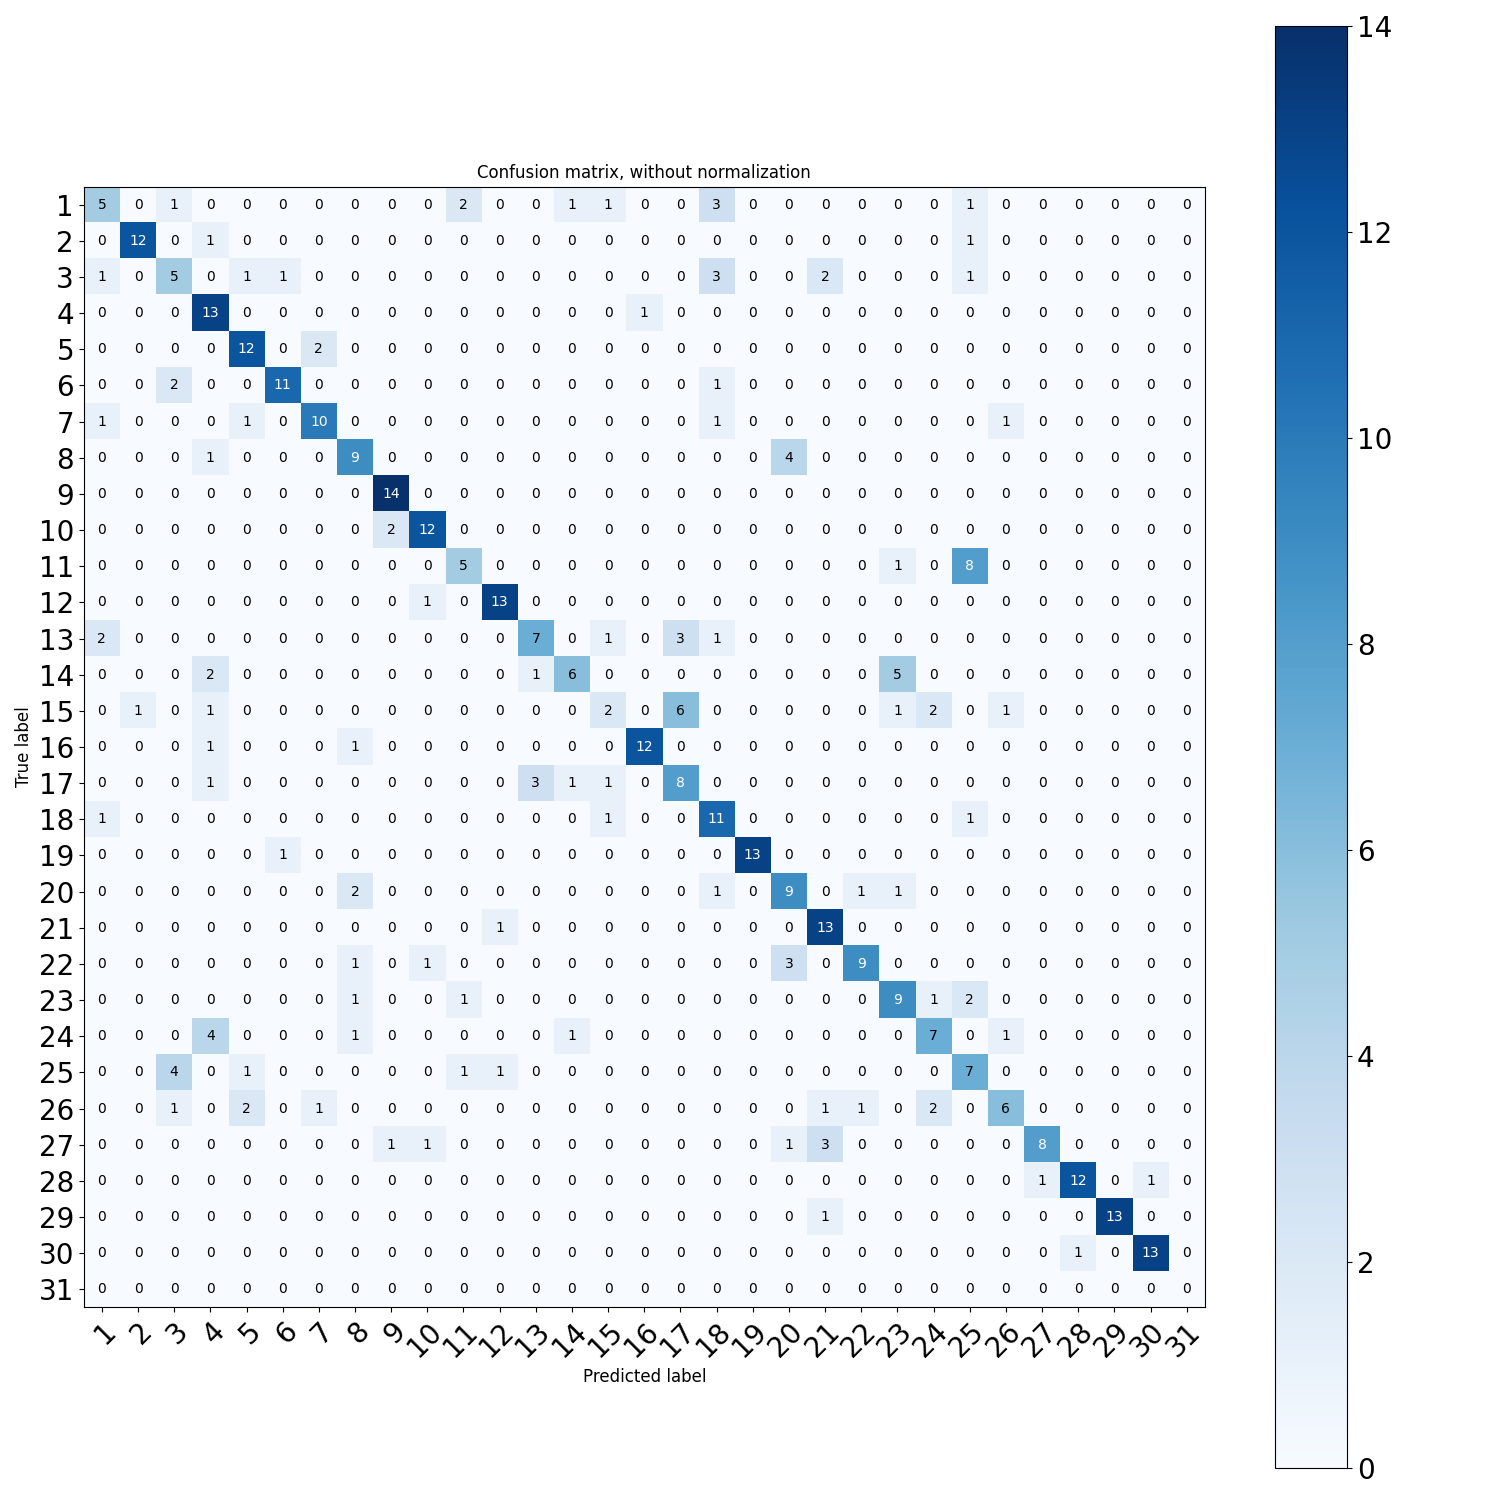 Confusion matrix, without normalization
1 5 0 1 0 0 0 0 0 0 0 2 0 0 1 1 0 0 3 0 0 0 0 0 0 1 0 0 0 0 0 0
2 0 12 0 1 0 0 0 0 0 0 0 0 0 0 0 0 0 0 0 0 0 0 0 0 1 0 0 0 0 0 0
3 1 0 5 0 1 1 0 0 0 0 0 0 0 0 0 0 0 3 0 0 2 0 0 0 1 0 0 0 0 0 0
4 0 0 0 13 0 0 0 0 0 0 0 0 0 0 0 1 0 0 0 0 0 0 0 0 0 0 0 0 0 0 0
5 0 0 0 0 12 0 2 0 0 0 0 0 0 0 0 0 0 0 0 0 0 0 0 0 0 0 0 0 0 0 0
6 0 0 2 0 0 11 0 0 0 0 0 0 0 0 0 0 0 1 0 0 0 0 0 0 0 0 0 0 0 0 0
7 1 0 0 0 1 0 10 0 0 0 0 0 0 0 0 0 0 1 0 0 0 0 0 0 0 1 0 0 0 0 0
8 0 0 0 1 0 0 0 9 0 0 0 0 0 0 0 0 0 0 0 4 0 0 0 0 0 0 0 0 0 0 0
9 0 0 0 0 0 0 0 0 14 0 0 0 0 0 0 0 0 0 0 0 0 0 0 0 0 0 0 0 0 0 0
10 0 0 0 0 0 0 0 0 2 12 0 0 0 0 0 0 0 0 0 0 0 0 0 0 0 0 0 0 0 0 0
11 0 0 0 0 0 0 0 0 0 0 5 0 0 0 0 0 0 0 0 0 0 0 1 0 8 0 0 0 0 0 0
12 0 0 0 0 0 0 0 0 0 1 0 13 0 0 0 0 0 0 0 0 0 0 0 0 0 0 0 0 0 0 0
13 2 0 0 0 0 0 0 0 0 0 0 0 7 0 1 0 3 1 0 0 0 0 0 0 0 0 0 0 0 0 0
14 0 0 0 2 0 0 0 0 0 0 0 0 1 6 0 0 0 0 0 0 0 0 5 0 0 0 0 0 0 0 0
15 0 1 0 1 0 0 0 0 0 0 0 0 0 0 2 0 6 0 0 0 0 0 1 2 0 1 0 0 0 0 0
16 0 0 0 1 0 0 0 1 0 0 0 0 0 0 0 12 0 0 0 0 0 0 0 0 0 0 0 0 0 0 0
17 0 0 0 1 0 0 0 0 0 0 0 0 3 1 1 0 8 0 0 0 0 0 0 0 0 0 0 0 0 0 0
18 1 0 0 0 0 0 0 0 0 0 0 0 0 0 1 0 0 11 0 0 0 0 0 0 1 0 0 0 0 0 0
19 0 0 0 0 0 1 0 0 0 0 0 0 0 0 0 0 0 0 13 0 0 0 0 0 0 0 0 0 0 0 0
20 0 0 0 0 0 0 0 2 0 0 0 0 0 0 0 0 0 1 0 9 0 1 1 0 0 0 0 0 0 0 0
21 0 0 0 0 0 0 0 0 0 0 0 1 0 0 0 0 0 0 0 0 13 0 0 0 0 0 0 0 0 0 0
22 0 0 0 0 0 0 0 1 0 1 0 0 0 0 0 0 0 0 0 3 0 9 0 0 0 0 0 0 0 0 0
23 0 0 0 0 0 0 0 1 0 0 1 0 0 0 0 0 0 0 0 0 0 0 9 1 2 0 0 0 0 0 0
24 0 0 0 4 0 0 0 1 0 0 0 0 0 1 0 0 0 0 0 0 0 0 0 7 0 1 0 0 0 0 0
25 0 0 4 0 1 0 0 0 0 0 1 1 0 0 0 0 0 0 0 0 0 0 0 0 7 0 0 0 0 0 0
26 0 0 1 0 2 0 1 0 0 0 0 0 0 0 0 0 0 0 0 0 1 1 0 2 0 6 0 0 0 0 0
27 0 0 0 0 0 0 0 0 1 1 0 0 0 0 0 0 0 0 0 1 3 0 0 0 0 0 8 0 0 0 0
28 0 0 0 0 0 0 0 0 0 0 0 0 0 0 0 0 0 0 0 0 0 0 0 0 0 0 1 12 0 1 0
29 0 0 0 0 0 0 0 0 0 0 0 0 0 0 0 0 0 0 0 0 1 0 0 0 0 0 0 0 13 0 0
30 0 0 0 0 0 0 0 0 0 0 0 0 0 0 0 0 0 0 0 0 0 0 0 0 0 0 0 1 0 13 0
31 0 0 0 0 0 0 0 0 0 0 0 0 0 0 0 0 0 0 0 0 0 0 0 0 0 0 0 0 0 0 0
1 2 3 4 5 6 7 8 9 10 11 12 13 14 15 16 17 18 19 20 21 22 23 24 25 26 27 28 29 30 31
Predicted label
True label
14
12
10
8
6
4
2
0